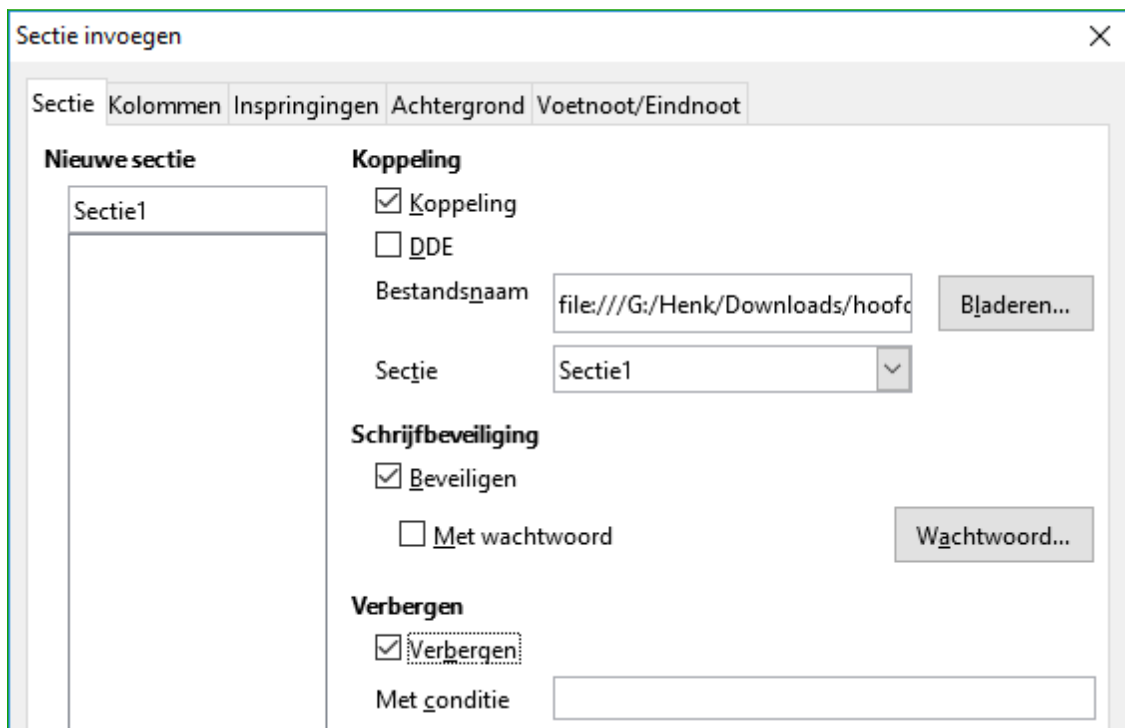 Sectie invoegen
Sectie Kolommen Inspringingen Achtergrond Voetnoot/Eindnoot
Nieuwe sectie
Sectie1
Koppeling
Koppeling
DDE
Bestandsnaam file:///G:/Henk/Downloads/hoofd Bladeren...
Sectie Sectie1
Schrijfbeveiliging
Beveiligen
Met wachtwoord Wachtwoord...
Verbergen
Verbergen
Met conditie